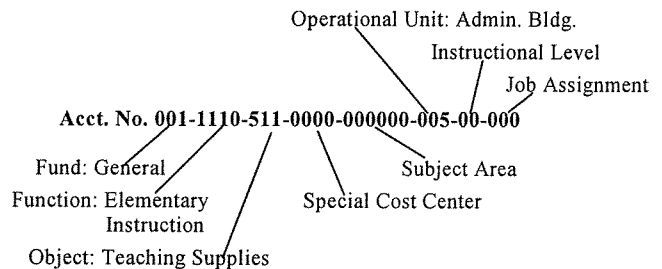 Operational Unit: Admin. Bldg.
Instructional Level
Job Assignment
Acct. No. 001-1110-511-0000-000000-005-00-000
Fund: General
Subject Area
Function: Elementary
Instruction
Special Cost Center
Object: Teaching Supplies